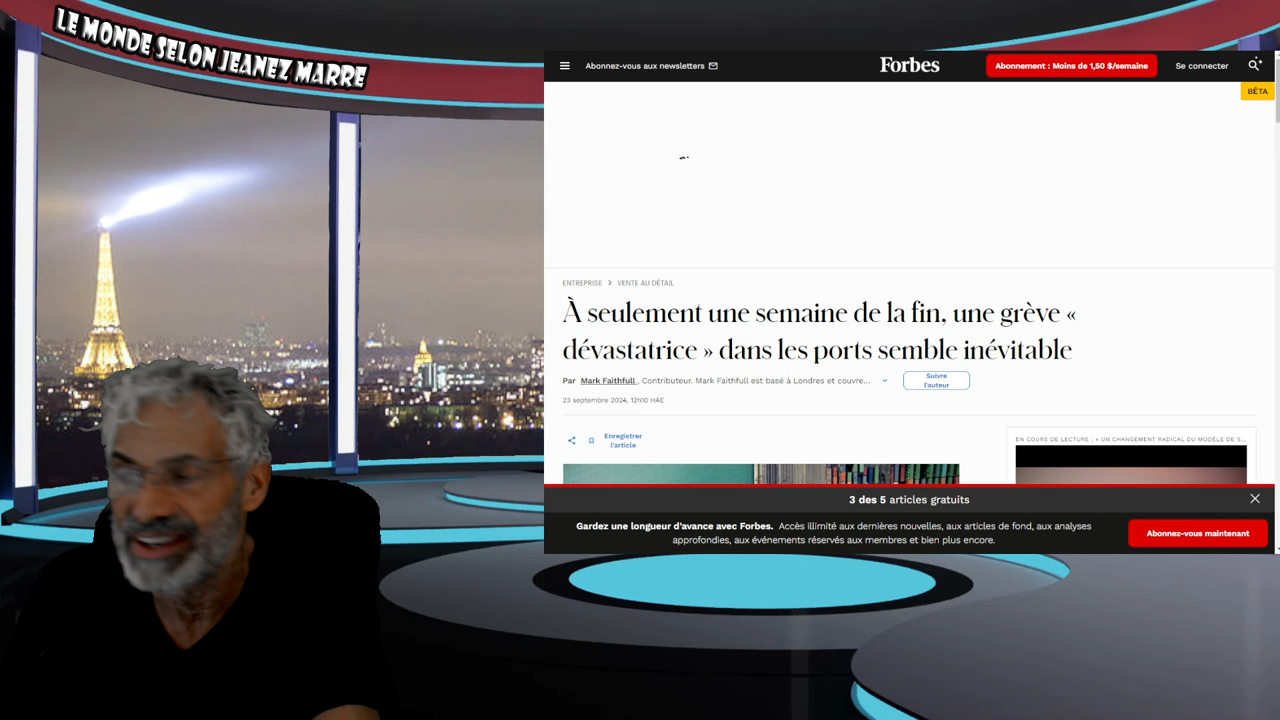 LE MONDE SELON JEANEZ MARRE
Abonnez-vous aux newsletters
Forbes
Abonnement : Moins de 1,50 $/semaine
Se connecter
BÊTA
ENTREPRISE > VENTE AU DÉTAIL
À seulement une semaine de la fin, une grève «
dévastatrice » dans les ports semble inévitable
Par Mark Faithfull , Contributeur. Mark Faithfull est basé à Londres et couvre...
Suivre
l'auteur
23 septembre 2024, 12h10 HAE
Enregistrer
l'article
EN COURS DE LECTURE : « UN CHANGEMENT RADICAL DU MODÈLE DE S...
3 des 5 articles gratuits
Gardez une longueur d'avance avec Forbes. Accès illimité aux dernières nouvelles, aux articles de fond, aux analyses
approfondies, aux événements réservés aux membres et bien plus encore.
Abonnez-vous maintenant